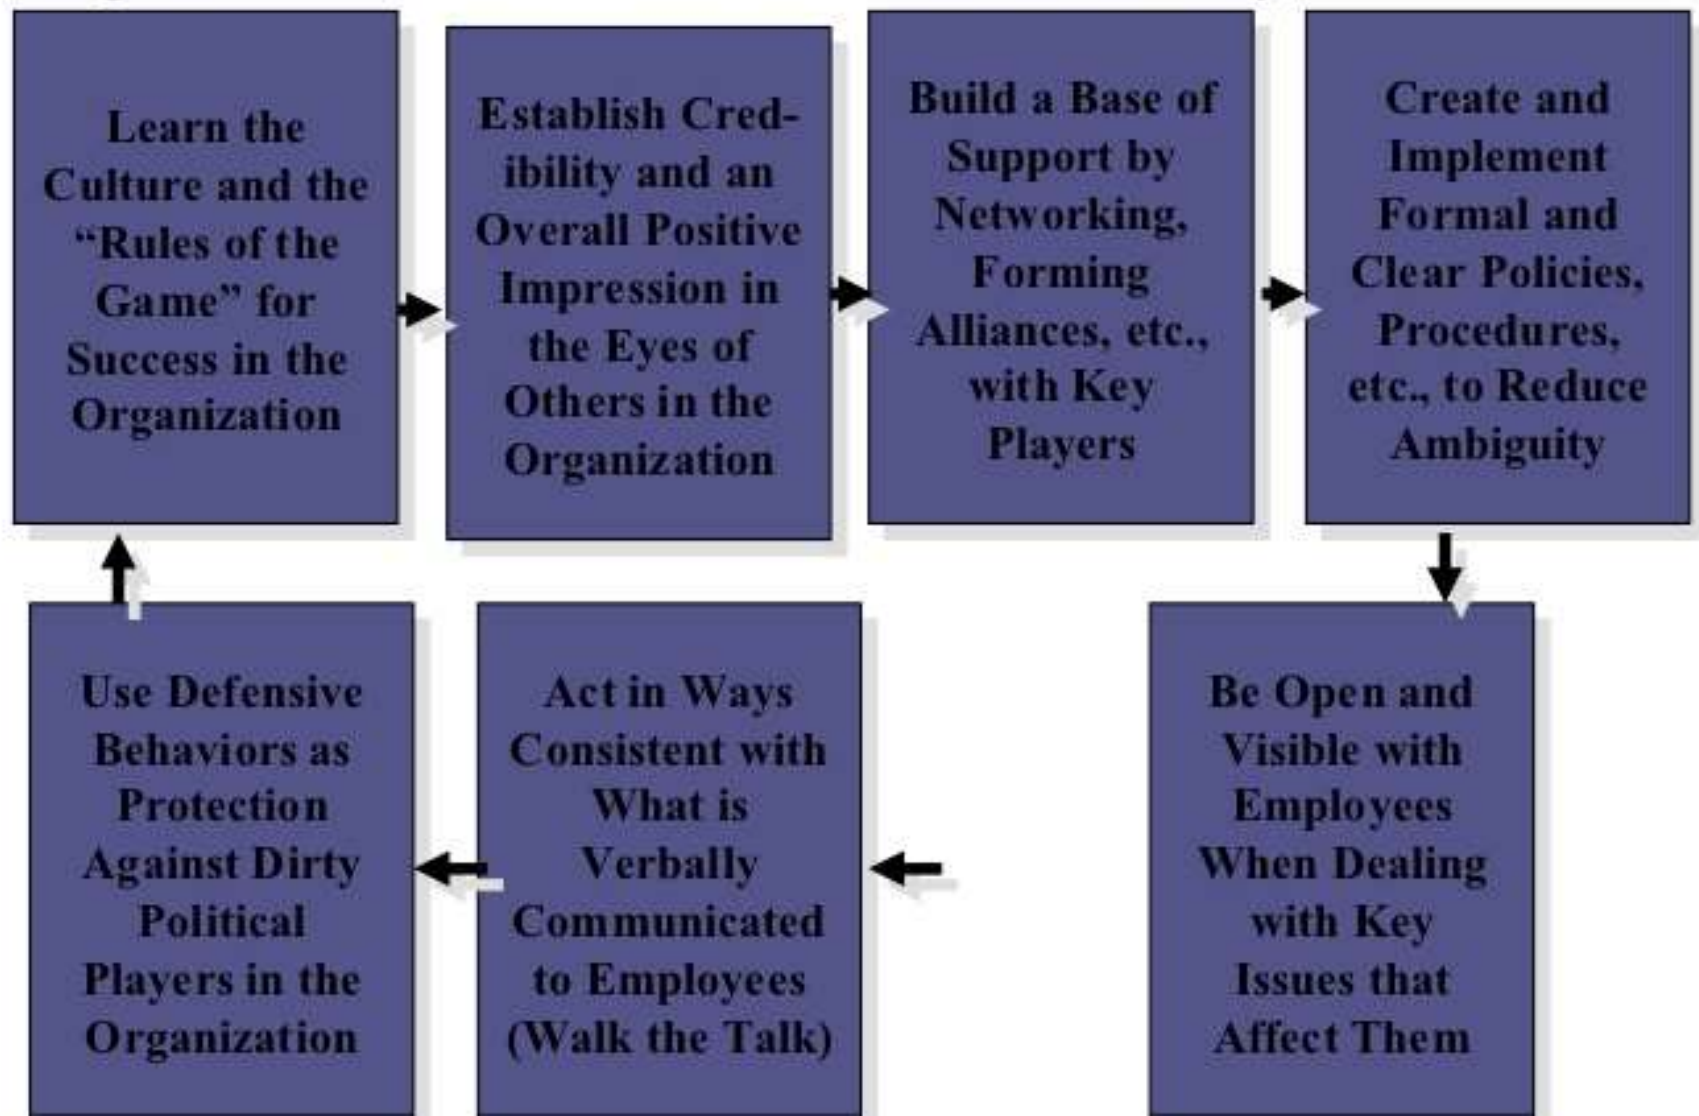 Learn the
Culture and the
“Rules of the
Game” for
Success in the
Organization
Establish Cred-
ibility and an
Overall Positive
Impression in
the Eyes of
Others in the
Organization
Build a Base of
Support by
Networking,
Forming
Alliances, etc.,
with Key
Players
Create and
Implement
Formal and
Clear Policies,
Procedures,
etc., to Reduce
Ambiguity
Be Open and
Visible with
Employees
When Dealing
with Key
Issues that
Affect Them
Act in Ways
Consistent with
What is
Verbally
Communicated
to Employees
(Walk the Talk)
Use Defensive
Behaviors as
Protection
Against Dirty
Political
Players in the
Organization